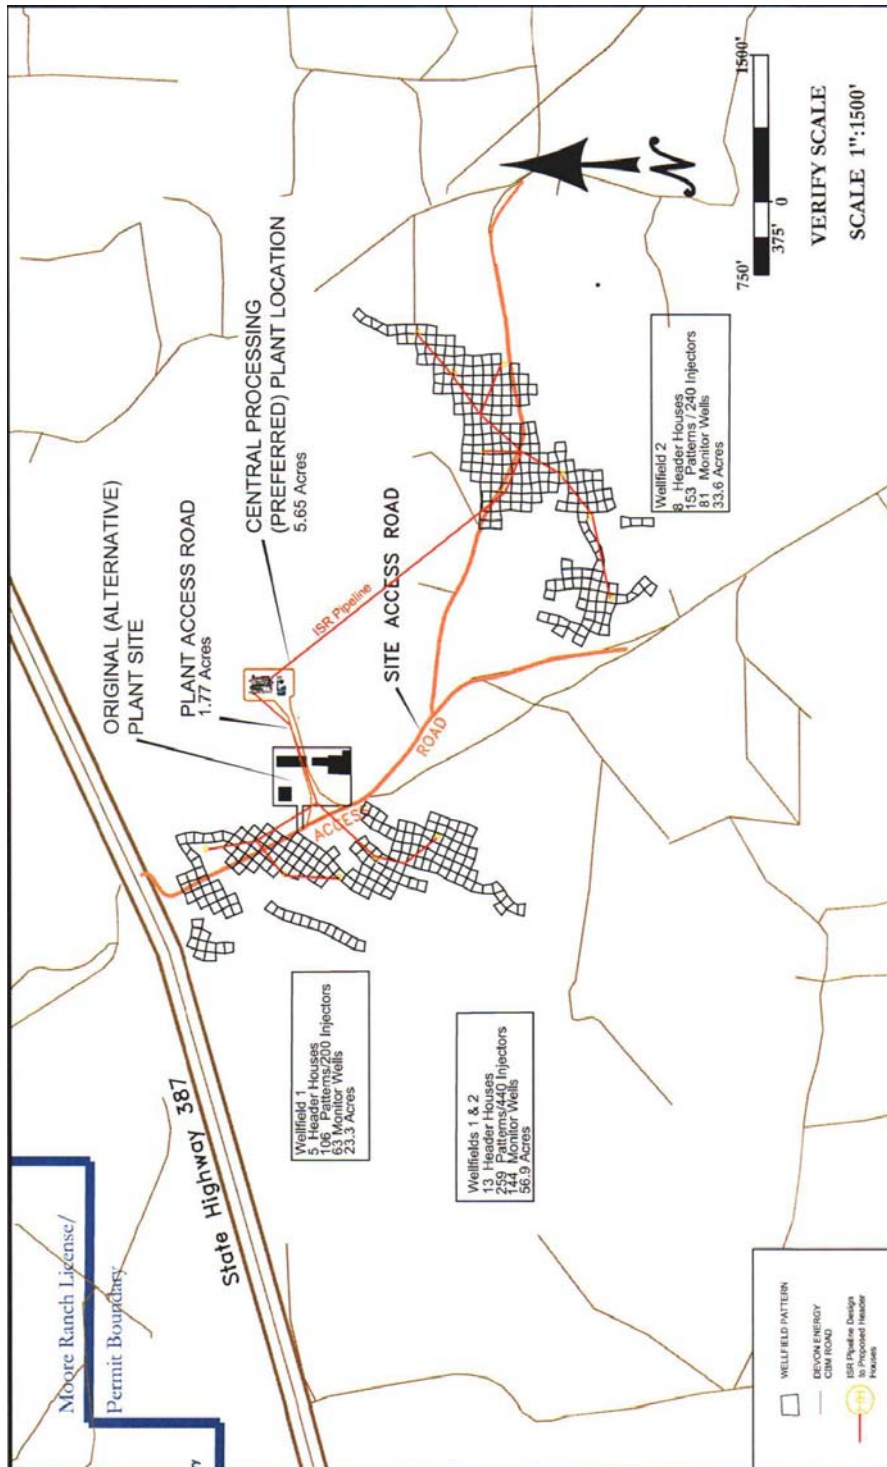 Moore Ranch License/
Permit Boundary
State Highway 387
ORIGINAL (ALTERNATIVE)
PLANT SITE
PLANT ACCESS ROAD
1.77 Acres
CENTRAL PROCESSING
(PREFERRED) PLANT LOCATION
5.65 Acres
ISR Pipeline
SITE ACCESS ROAD
ACCESS
ROAD
Wellfield 1
5 Header Houses
106 Patterns/200 Injectors
63 Monitor Wells
23.3 Acres
Wellfields 1 & 2
13 Header Houses
259 Patterns/440 Injectors
144 Monitor Wells
56.9 Acres
Wellfield 2
8 Header Houses
153 Patterns / 240 Injectors
81 Monitor Wells
33.6 Acres
N
750'
375'
0
1500'
VERIFY SCALE
SCALE 1":1500'
WELLFIELD PATTERN
DEVON ENERGY
CBM ROAD
ISR Pipeline Design
to Proposed Header
Houses